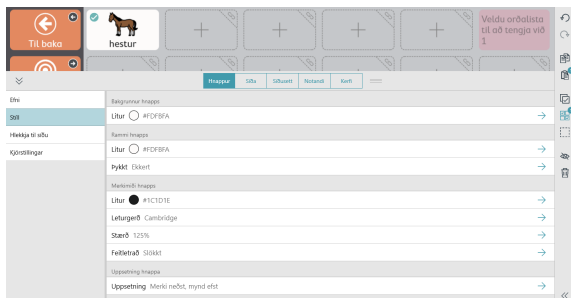 Til baka
hestur
Veldu orðalista
til að tengja við
1
Hnappur
Síða
Síðusett
Notandi
Kerfi
Efni
Stíll
Hlekkja til síðu
Kjörstillingar
Bakgrunnur hnapps
Litur #FDFBFA
Rammi hnapps
Litur #FDFBFA
Þykkt Ekkert
Merkimiði hnapps
Litur #1C1D1E
Leturgerð Cambridge
Stærð 125%
Feitletrað Slökkt
Uppsetning hnappa
Uppsetning Merki neðst, mynd efst